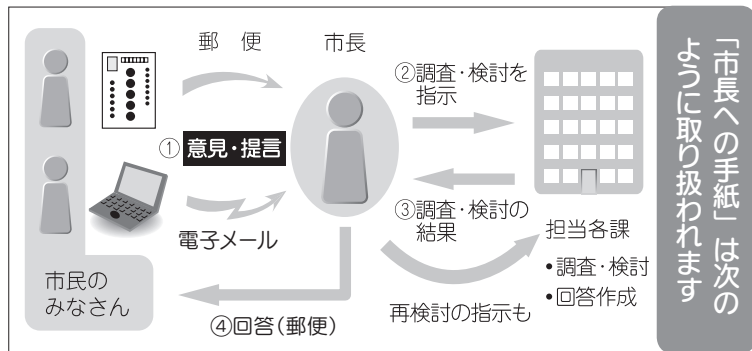 「市長への手紙」は次の
ように取り扱われます
郵 便
市長
①意見・提言
電子メール
市民の
みなさん
②調査・検討を
指示
③調査・検討の
結果
担当各課
•調査・検討
•回答作成
再検討の指示も
④回答(郵便)